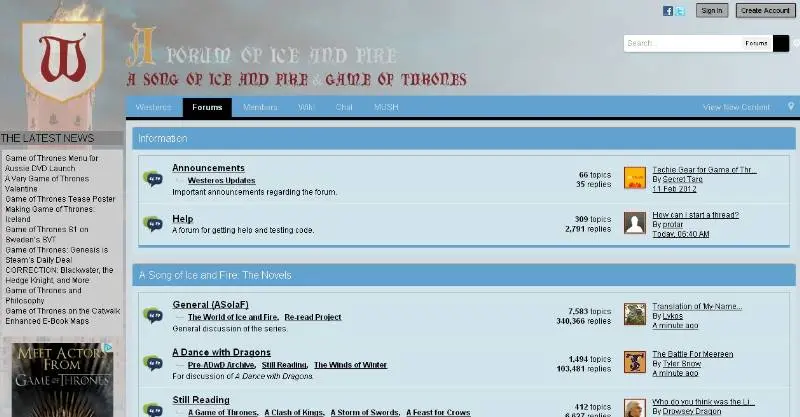 Sign In
Create Account
A FORUM OF ICE AND FIRE
A SONG OF ICE AND FIRE & GAME OF THRONES
Search...
Forums
Westeros
Forums
Members
Wiki
Chat
MUSH
View New Content
THE LATEST NEWS
Game of Thrones Menu for
Aussie DVD Launch
A Very Game of Thrones
Valentine
Game of Thrones Tease Poster
Making Game of Thrones:
Iceland
Game of Thrones S1 on
Sweden's SVT
Game of Thrones: Genesis is
Steam's Daily Deal
CORRECTION: Blackwater, the
Hedge Knight, and More
Game of Thrones and
Philosophy
Game of Thrones on the Catwalk
Enhanced E-Book Maps
MEET ACTORS
FROM
GAME OF THRONES
Information
Announcements
Westeros Updates
Important announcements regarding the forum.
66 topics
35 replies
Techie Gear for Game of Thr...
By Secret Targ
11 Feb 2012
Help
A forum for getting help and testing code.
309 topics
2,791 replies
How can i start a thread?
By protar
Today, 05:40 AM
A Song of Ice and Fire: The Novels
General (ASoIaF)
The World of Ice and Fire, Re-read Project
General discussion of the series.
7,583 topics
340,366 replies
Translation of 'My Name...
By Lykos
A minute ago
A Dance with Dragons
Pre-ADwD Archive, Still Reading, The Winds of Winter
For discussion of A Dance with Dragons.
1,494 topics
103,481 replies
The Battle For Meereen
By Tyler Snow
A minute ago
Still Reading
A Game of Thrones, A Clash of Kings, A Storm of Swords, A Feast for Crows
412 topics
6,627 replies
Who do you think was the Li...
By Drowsey Dragon